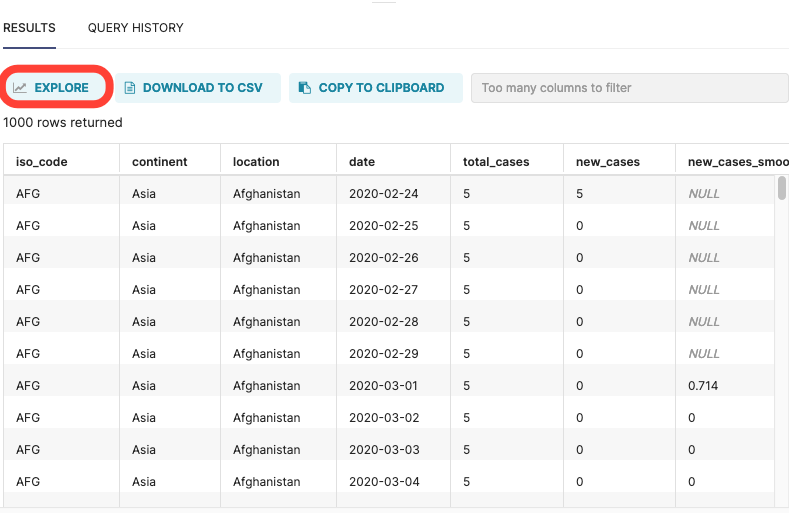 RESULTS QUERY HISTORY
EXPLORE DOWNLOAD TO CSV COPY TO CLIPBOARD Too many columns to filter
1000 rows returned
iso_code continent location date total_cases new_cases new_cases_smoo
AFG Asia Afghanistan 2020-02-24 5 5 NULL
AFG Asia Afghanistan 2020-02-25 5 0 NULL
AFG Asia Afghanistan 2020-02-26 5 0 NULL
AFG Asia Afghanistan 2020-02-27 5 0 NULL
AFG Asia Afghanistan 2020-02-28 5 0 NULL
AFG Asia Afghanistan 2020-02-29 5 0 NULL
AFG Asia Afghanistan 2020-03-01 5 0 0.714
AFG Asia Afghanistan 2020-03-02 5 0 0
AFG Asia Afghanistan 2020-03-03 5 0 0
AFG Asia Afghanistan 2020-03-04 5 0 0